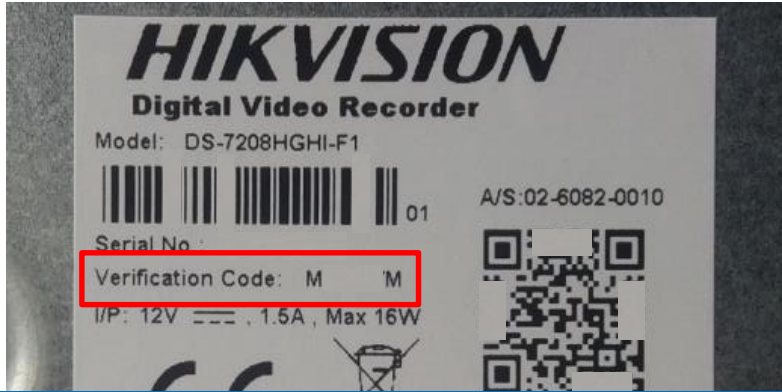 HIKVISION
Digital Video Recorder
Model: DS-7208HGHI-F1
01
A/S:02-6082-0010
Serial No.:
Verification Code: M 'M
I/P: 12V ⎓ , 1.5A , Max 16W
CE